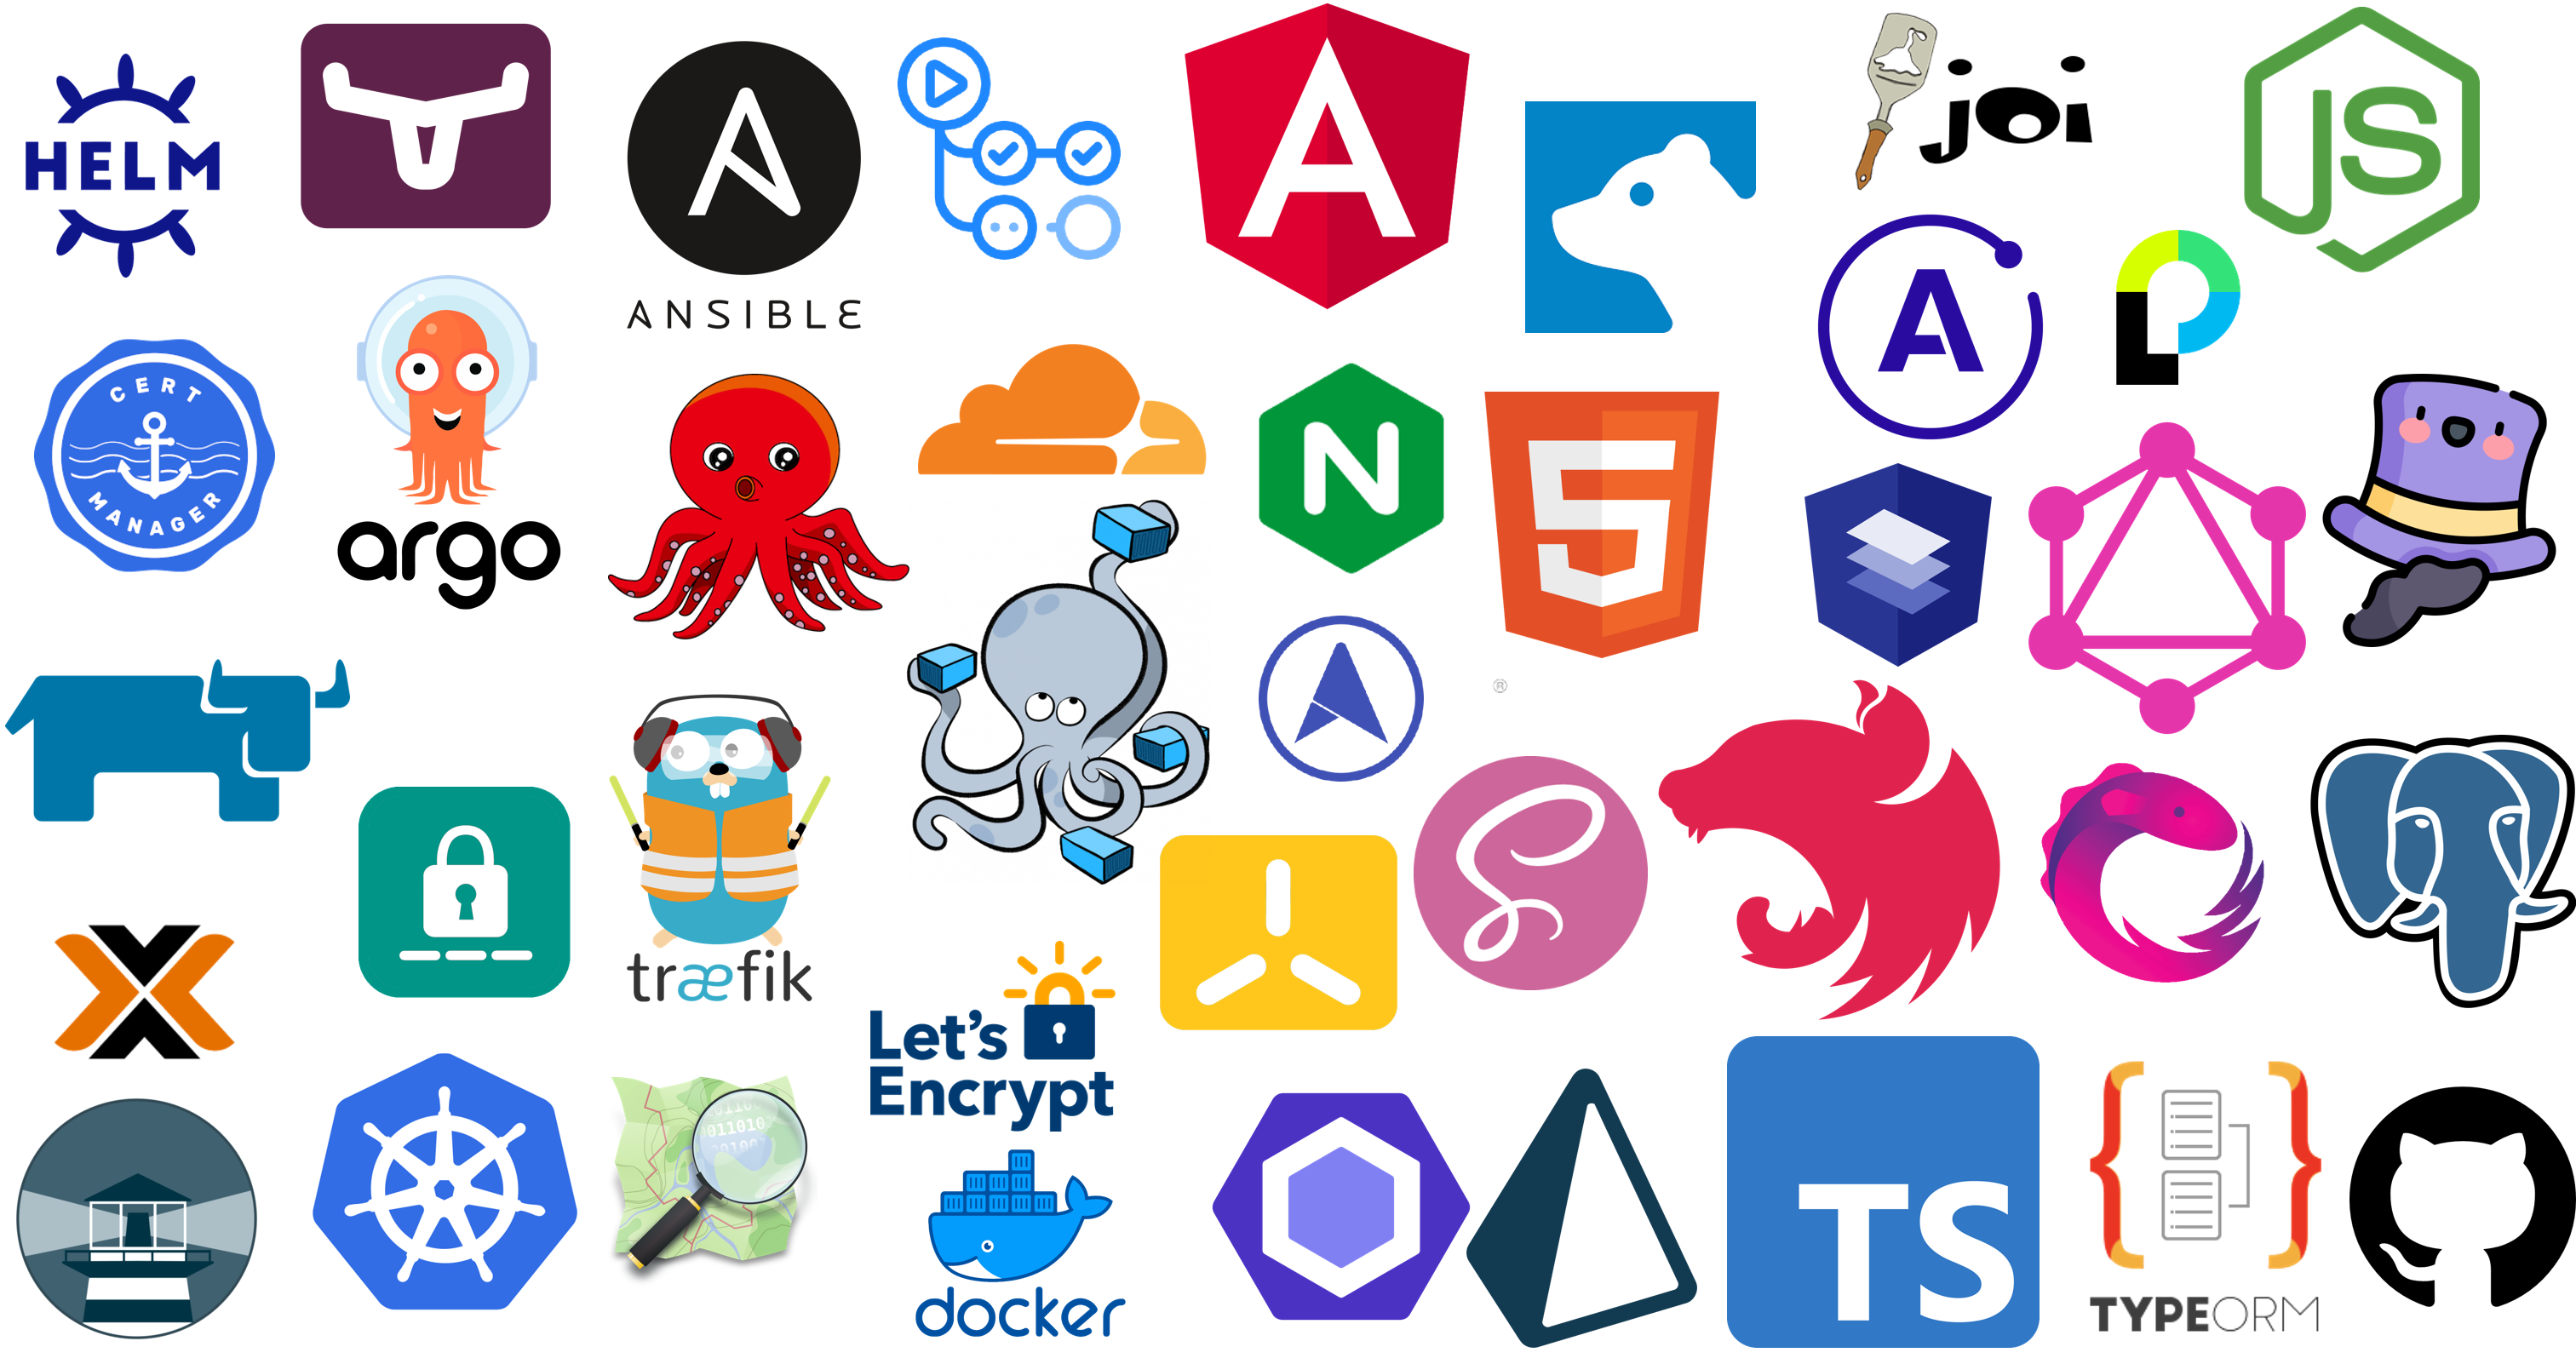 HELM
ANSIBLE
joi
JS
CERT
MANAGER
argo
A
A
N
5
®
træfik
Let's
Encrypt
docker
TS
TYPEORM